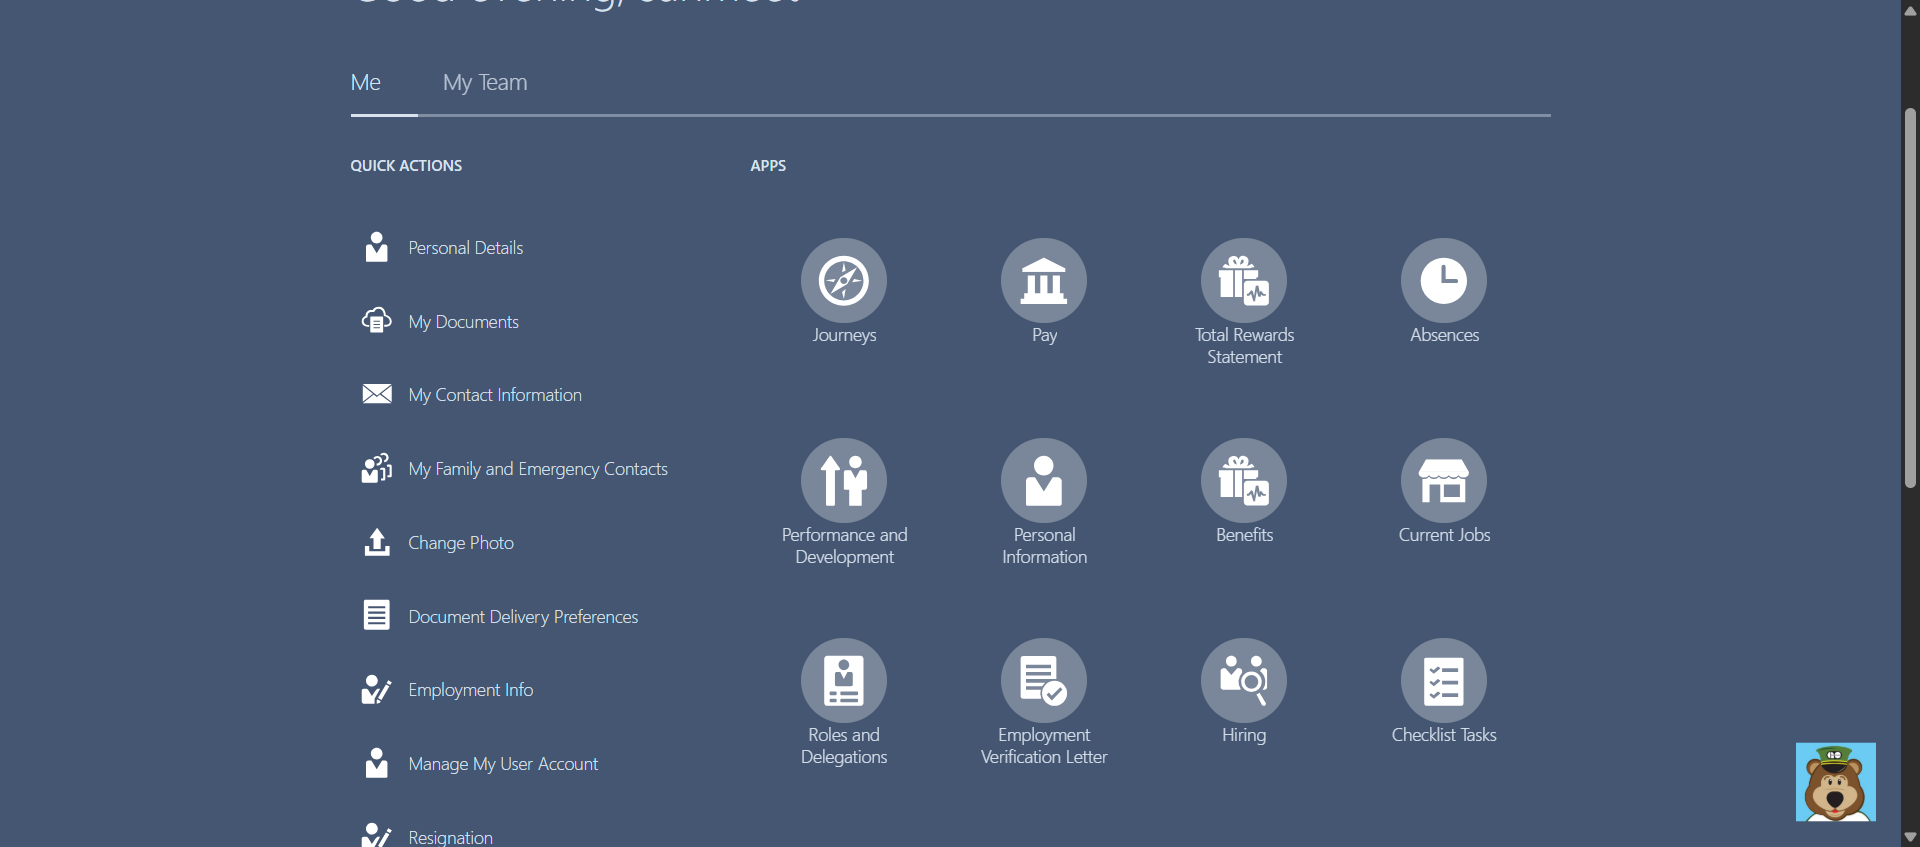 Me
My Team
QUICK ACTIONS
Personal Details
My Documents
My Contact Information
My Family and Emergency Contacts
Change Photo
Document Delivery Preferences
Employment Info
Manage My User Account
Resignation
APPS
Journeys
Pay
Total Rewards
Statement
Absences
Performance and
Development
Personal
Information
Benefits
Current Jobs
Roles and
Delegations
Employment
Verification Letter
Hiring
Checklist Tasks